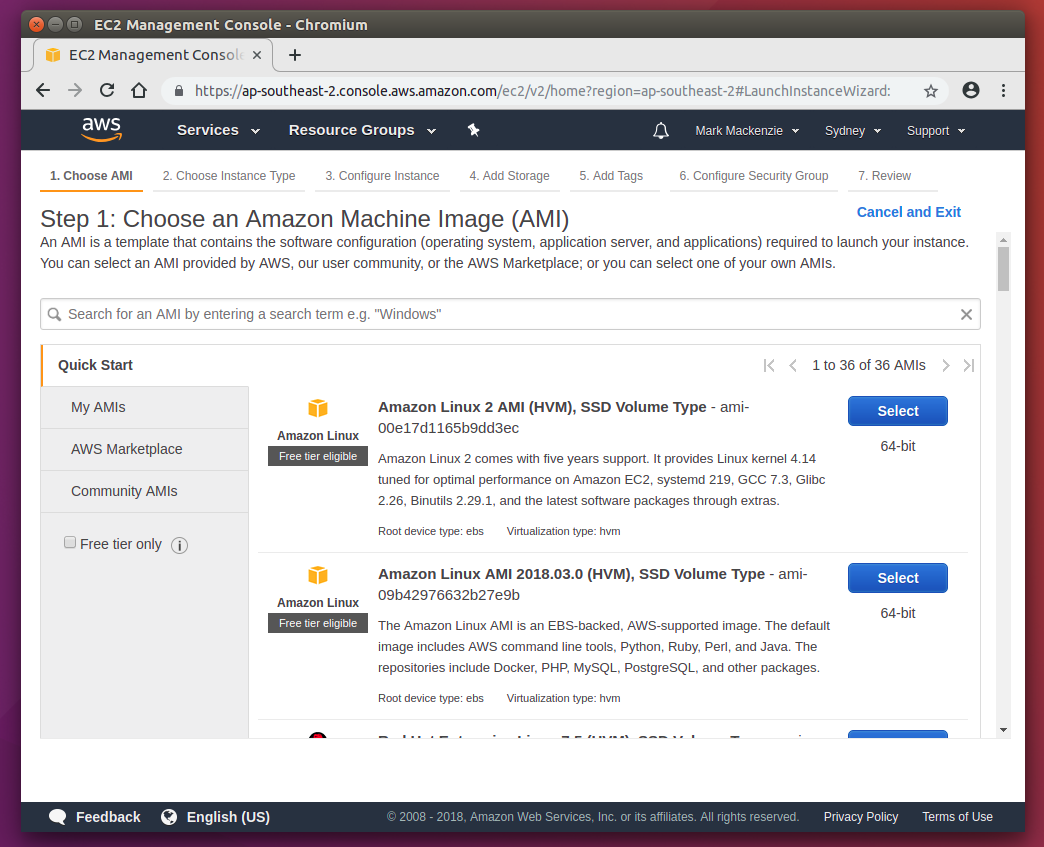 EC2 Management Console - Chromium
EC2 Management Consol
https://ap-southeast-2.console.aws.amazon.com/ec2/v2/home?region=ap-southeast-2#LaunchInstanceWizard:
aws Services Resource Groups Mark Mackenzie Sydney Support
1. Choose AMI 2. Choose Instance Type 3. Configure Instance 4. Add Storage 5. Add Tags 6. Configure Security Group 7. Review
Step 1: Choose an Amazon Machine Image (AMI)
Cancel and Exit
An AMI is a template that contains the software configuration (operating system, application server, and applications) required to launch your instance.
You can select an AMI provided by AWS, our user community, or the AWS Marketplace; or you can select one of your own AMIs.
Search for an AMI by entering a search term e.g. "Windows"
Quick Start
1 to 36 of 36 AMIs
My AMIs
AWS Marketplace
Community AMIs
Free tier only
Amazon Linux
Free tier eligible
Amazon Linux 2 AMI (HVM), SSD Volume Type - ami-
00e17d1165b9dd3ec
Amazon Linux 2 comes with five years support. It provides Linux kernel 4.14
tuned for optimal performance on Amazon EC2, systemd 219, GCC 7.3, Glibc
2.26, Binutils 2.29.1, and the latest software packages through extras.
Root device type: ebs Virtualization type: hvm
Select
64-bit
Amazon Linux
Free tier eligible
Amazon Linux AMI 2018.03.0 (HVM), SSD Volume Type - ami-
09b42976632b27e9b
The Amazon Linux AMI is an EBS-backed, AWS-supported image. The default
image includes AWS command line tools, Python, Ruby, Perl, and Java. The
repositories include Docker, PHP, MySQL, PostgreSQL, and other packages.
Root device type: ebs Virtualization type: hvm
Select
64-bit
Feedback English (US) © 2008 - 2018, Amazon Web Services, Inc. or its affiliates. All rights reserved. Privacy Policy Terms of Use